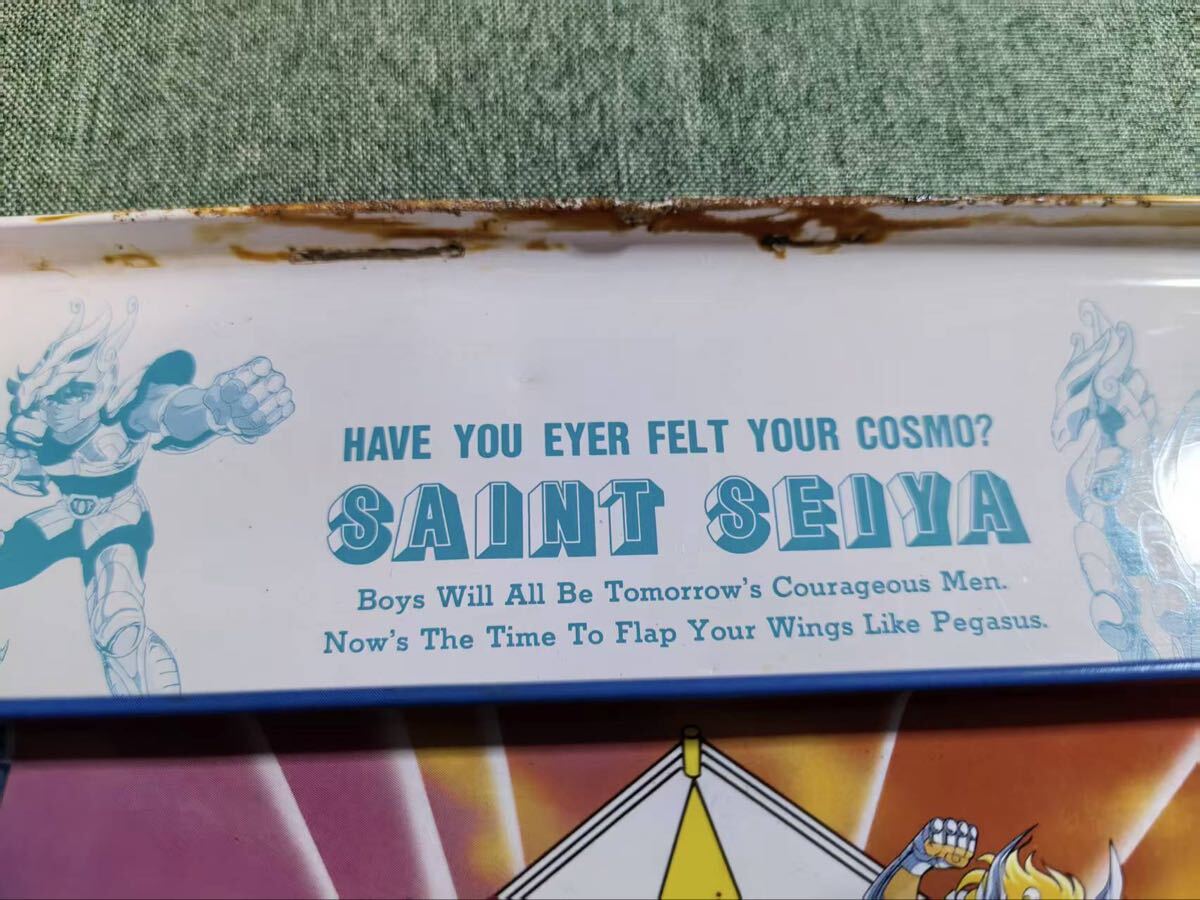 HAVE YOU EYER FELT YOUR COSMO?
SAINT SEIYA
Boys Will All Be Tomorrow's Courageous Men.
Now's The Time To Flap Your Wings Like Pegasus.